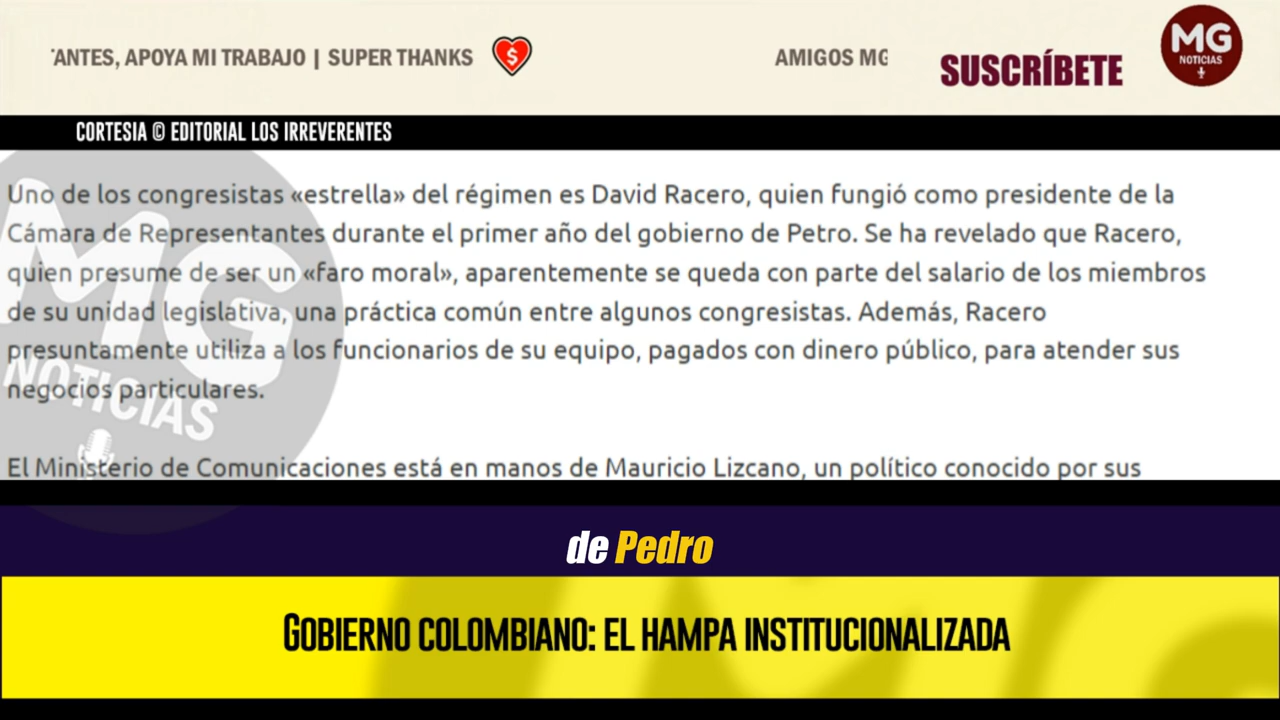 'ANTES, APOYA MI TRABAJO | SUPER THANKS
AMIGOS MG
SUSCRÍBETE
MG
NOTICIAS
CORTESIA © EDITORIAL LOS IRREVERENTES
Uno de los congresistas «estrella» del régimen es David Racero, quien fungió como presidente de la
Cámara de Representantes durante el primer año del gobierno de Petro. Se ha revelado que Racero,
quien presume de ser un «faro moral», aparentemente se queda con parte del salario de los miembros
de su unidad legislativa, una práctica común entre algunos congresistas. Además, Racero
presuntamente utiliza a los funcionarios de su equipo, pagados con dinero público, para atender sus
negocios particulares.
El Ministerio de Comunicaciones está en manos de Mauricio Lizcano, un político conocido por sus
MG
NOTICIAS
de Pedro
GOBIERNO COLOMBIANO: EL HAMPA INSTITUCIONALIZADA